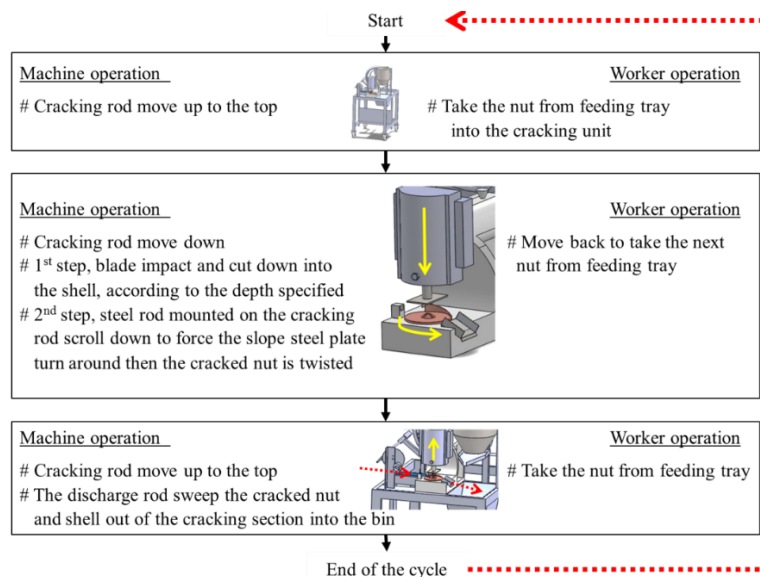 Start
Machine operation
# Cracking rod move up to the top
Worker operation
# Take the nut from feeding tray
into the cracking unit
Machine operation
# Cracking rod move down
# 1st step, blade impact and cut down into
the shell, according to the depth specified
# 2nd step, steel rod mounted on the cracking
rod scroll down to force the slope steel plate
turn around then the cracked nut is twisted
Worker operation
# Move back to take the next
nut from feeding tray
Machine operation
# Cracking rod move up to the top
# The discharge rod sweep the cracked nut
and shell out of the cracking section into the bin
Worker operation
# Take the nut from feeding tray
End of the cycle